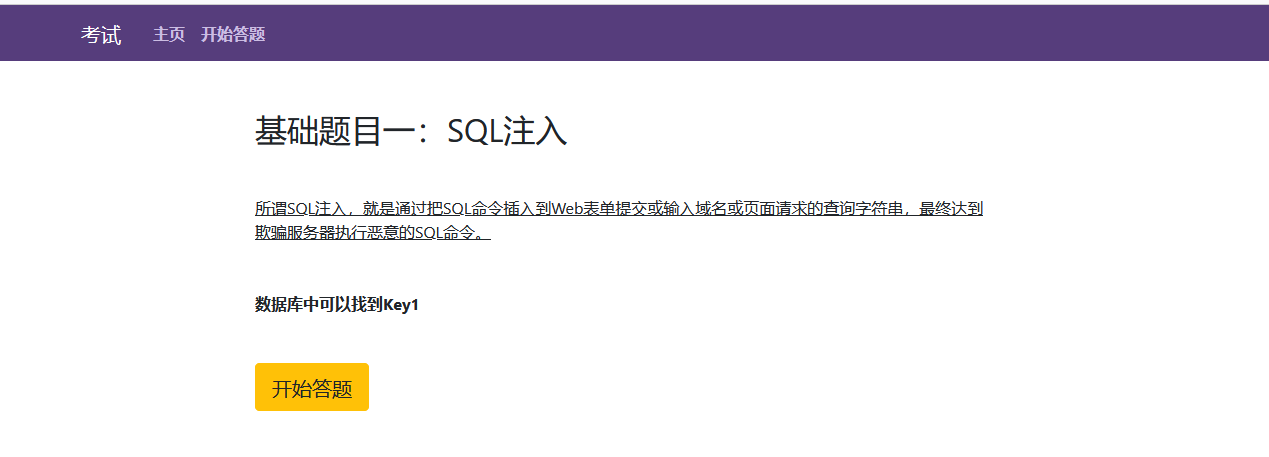 考试 主页 开始答题
基础题目一：SQL注入
所谓SQL注入，就是通过把SQL命令插入到Web表单提交或输入域名或页面请求的查询字符串，最终达到
欺骗服务器执行恶意的SQL命令。
数据库中可以找到Key1
开始答题